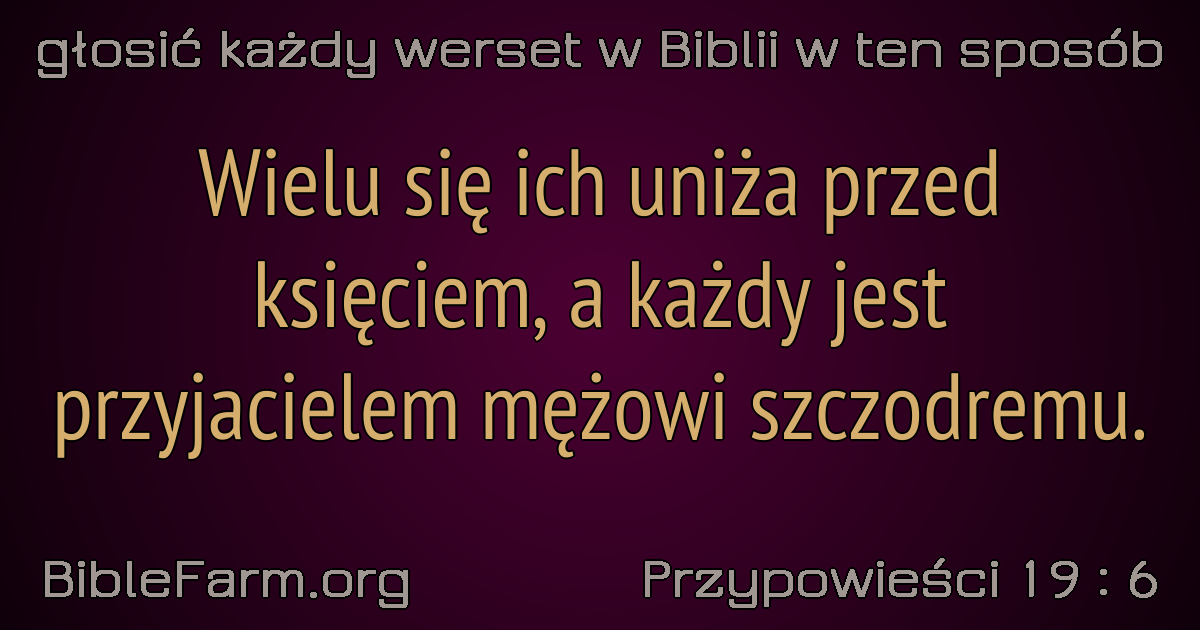 głosić każdy werset w Biblii w ten sposób
Wielu się ich uniża przed
księciem, a każdy jest
przyjacielem mężowi szczodremu.
BibleFarm.org
Przypowieści 19 : 6